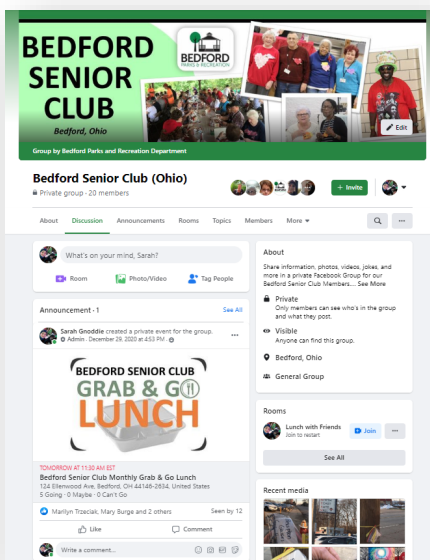 BEDFORD
SENIOR
CLUB
Bedford, Ohio
BEDFORD
PARKS & RECREATION
Edit
Group by Bedford Parks and Recreation Department
Bedford Senior Club (Ohio)
Private group · 20 members
+ Invite
About
Discussion
Announcements
Rooms
Topics
Members
More
What's on your mind, Sarah?
Room
Photo/Video
Tag People
Announcement · 1
See All
Sarah Gnoddie created a private event for the group.
Admin · December 29, 2020 at 4:53 PM ·
BEDFORD SENIOR CLUB
GRAB & GO
LUNCH
TOMORROW AT 11:30 AM EST
Bedford Senior Club Monthly Grab & Go Lunch
124 Ellenwood Ave, Bedford, OH 44146-2634, United States
5 Going · 0 Maybe · 0 Can't Go
Marilyn Trzeciak, Mary Burge and 2 others
Seen by 12
Like
Comment
Write a comment...
About
Share information, photos, videos, jokes, and
more in a private Facebook Group for our
Bedford Senior Club Members.... See More
Private
Only members can see who's in the group
and what they post.
Visible
Anyone can find this group.
Bedford, Ohio
General Group
Rooms
Lunch with Friends
Join to restart
Join
See All
Recent media